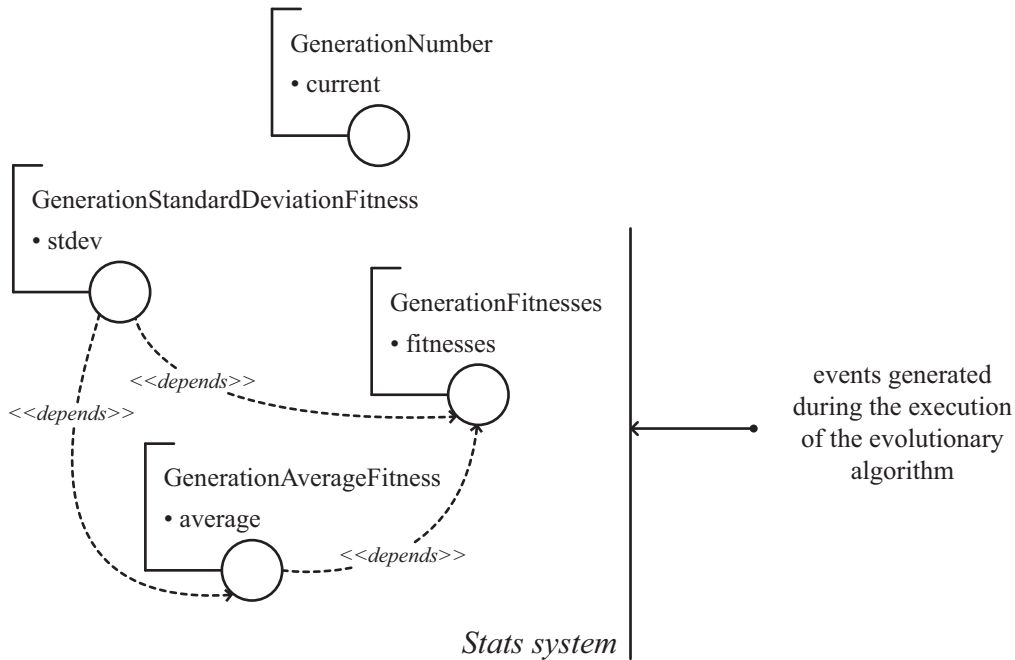 GenerationNumber
• current
GenerationStandardDeviationFitness
• stdev
GenerationFitnesses
• fitnesses
<<depends>>
<<depends>>
GenerationAverageFitness
• average
<<depends>>
events generated
during the execution
of the evolutionary
algorithm
Stats system